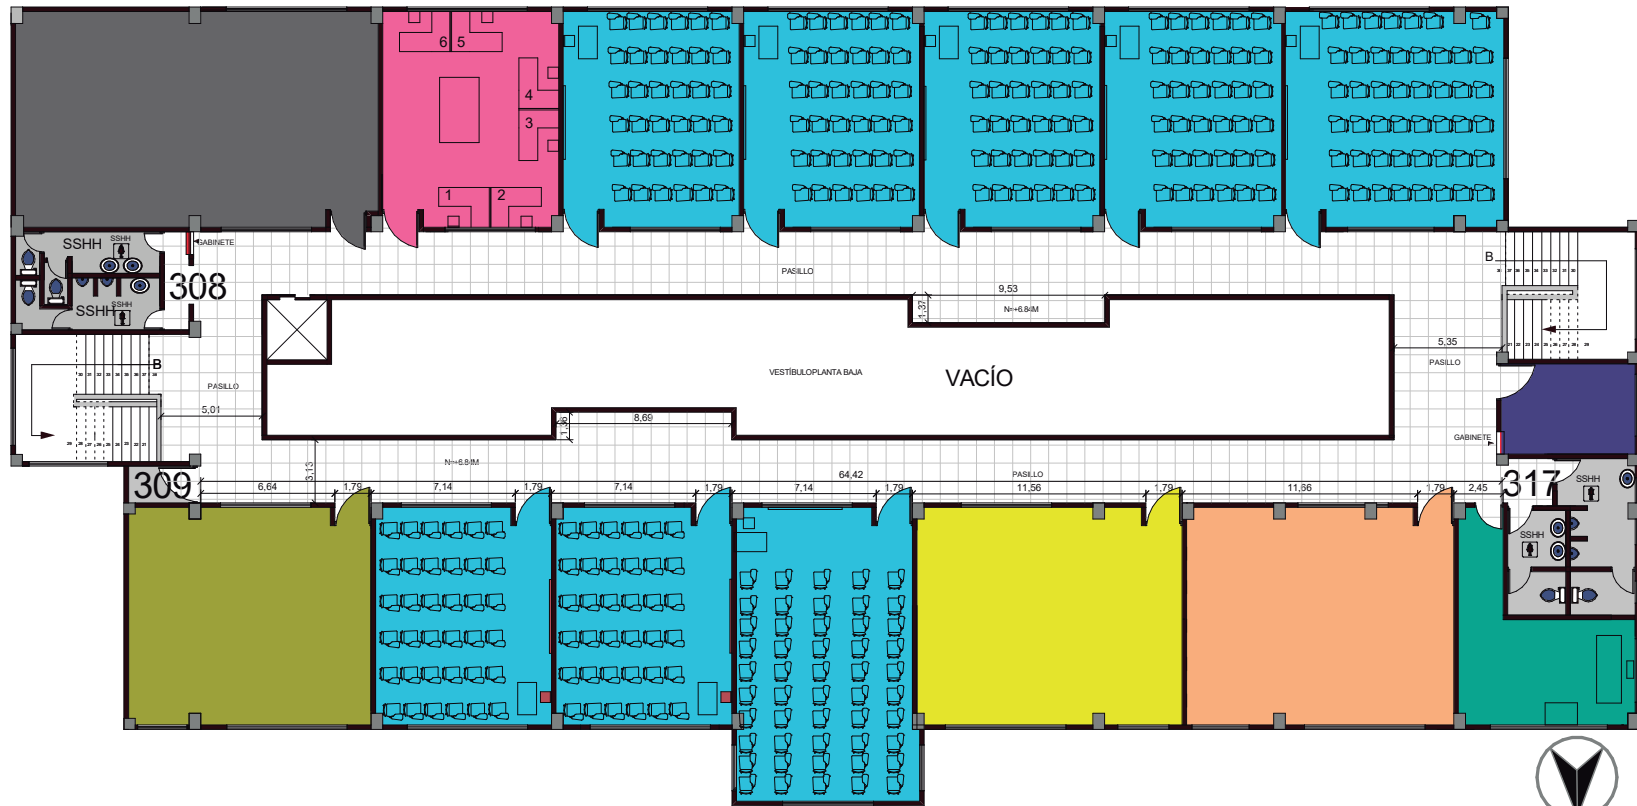 6 5
4
3
1 2
SSHH
SSHH
GABINETE
308
SSHH
SSHH
PASILLO
B
9,53
1,37
N=+6.84M
5,35
PASILLO
B
PASILLO
5,01
VESTÍBULOPLANTA BAJA
VACÍO
8,69
1,36
GABINETE
N=+6.84M
3,13
309
64,42
PASILLO
317
6,64 1,79 7,14 1,79 7,14 1,79 7,14 1,79 11,56 1,79 11,66 1,79 2,45
SSHH
SSHH